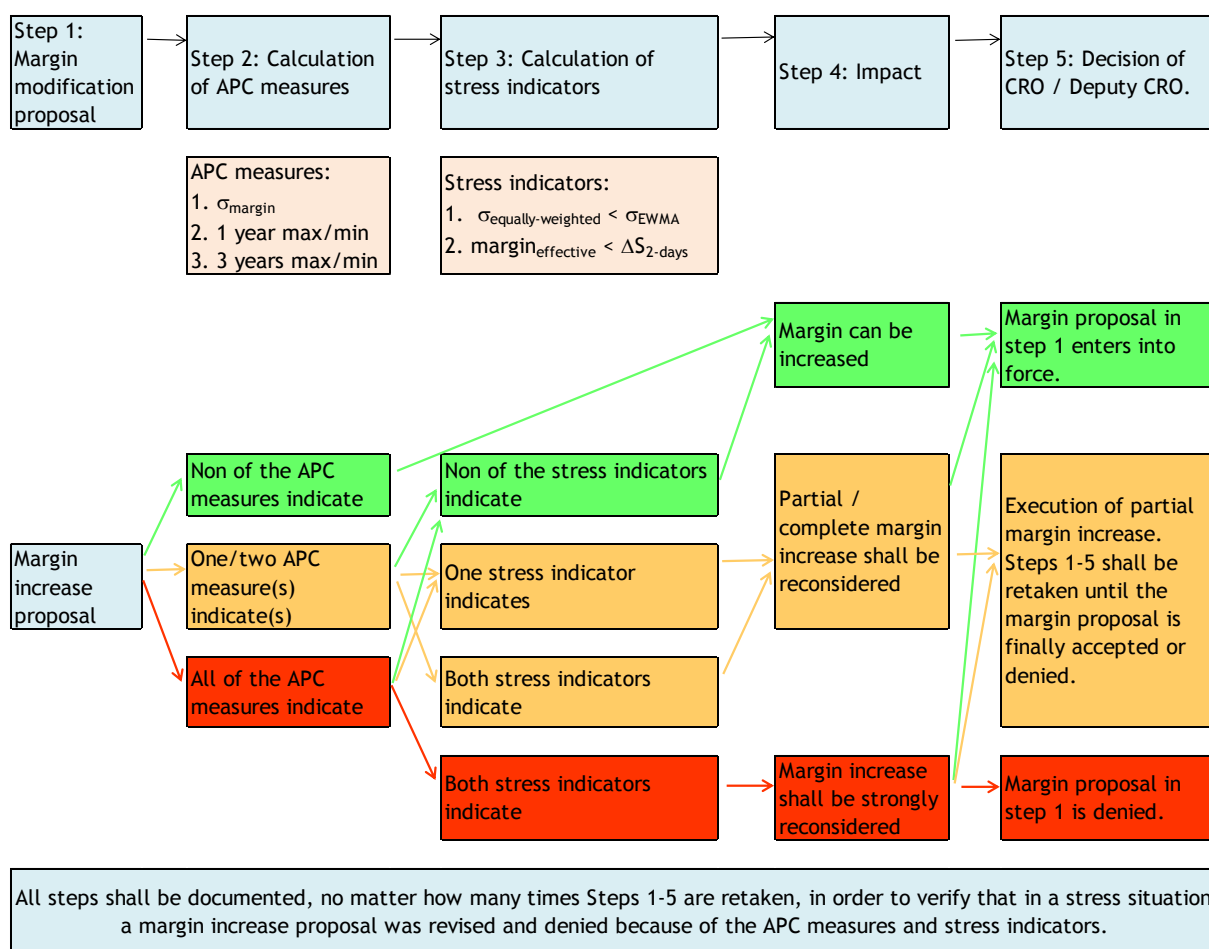 Step 1:
Margin
modification
proposal
Step 2: Calculation
of APC measures
Step 3: Calculation of
stress indicators
Step 4: Impact
Step 5: Decision of
CRO / Deputy CRO.
APC measures:
1. σmargin
2. 1 year max/min
3. 3 years max/min
Stress indicators:
1. σequally-weighted < σEWMA
2. margineffective < ΔS2-days
Margin can be
increased
Margin proposal in
step 1 enters into
force.
Non of the APC
measures indicate
Non of the stress indicators
indicate
Partial /
complete margin
increase shall be
reconsidered
Execution of partial
margin increase.
Steps 1-5 shall be
retaken until the
margin proposal is
finally accepted or
denied.
Margin
increase
proposal
One/two APC
measure(s)
indicate(s)
One stress indicator
indicates
All of the APC
measures indicate
Both stress indicators
indicate
Both stress indicators
indicate
Margin increase
shall be strongly
reconsidered
Margin proposal in
step 1 is denied.
All steps shall be documented, no matter how many times Steps 1-5 are retaken, in order to verify that in a stress situation
a margin increase proposal was revised and denied because of the APC measures and stress indicators.